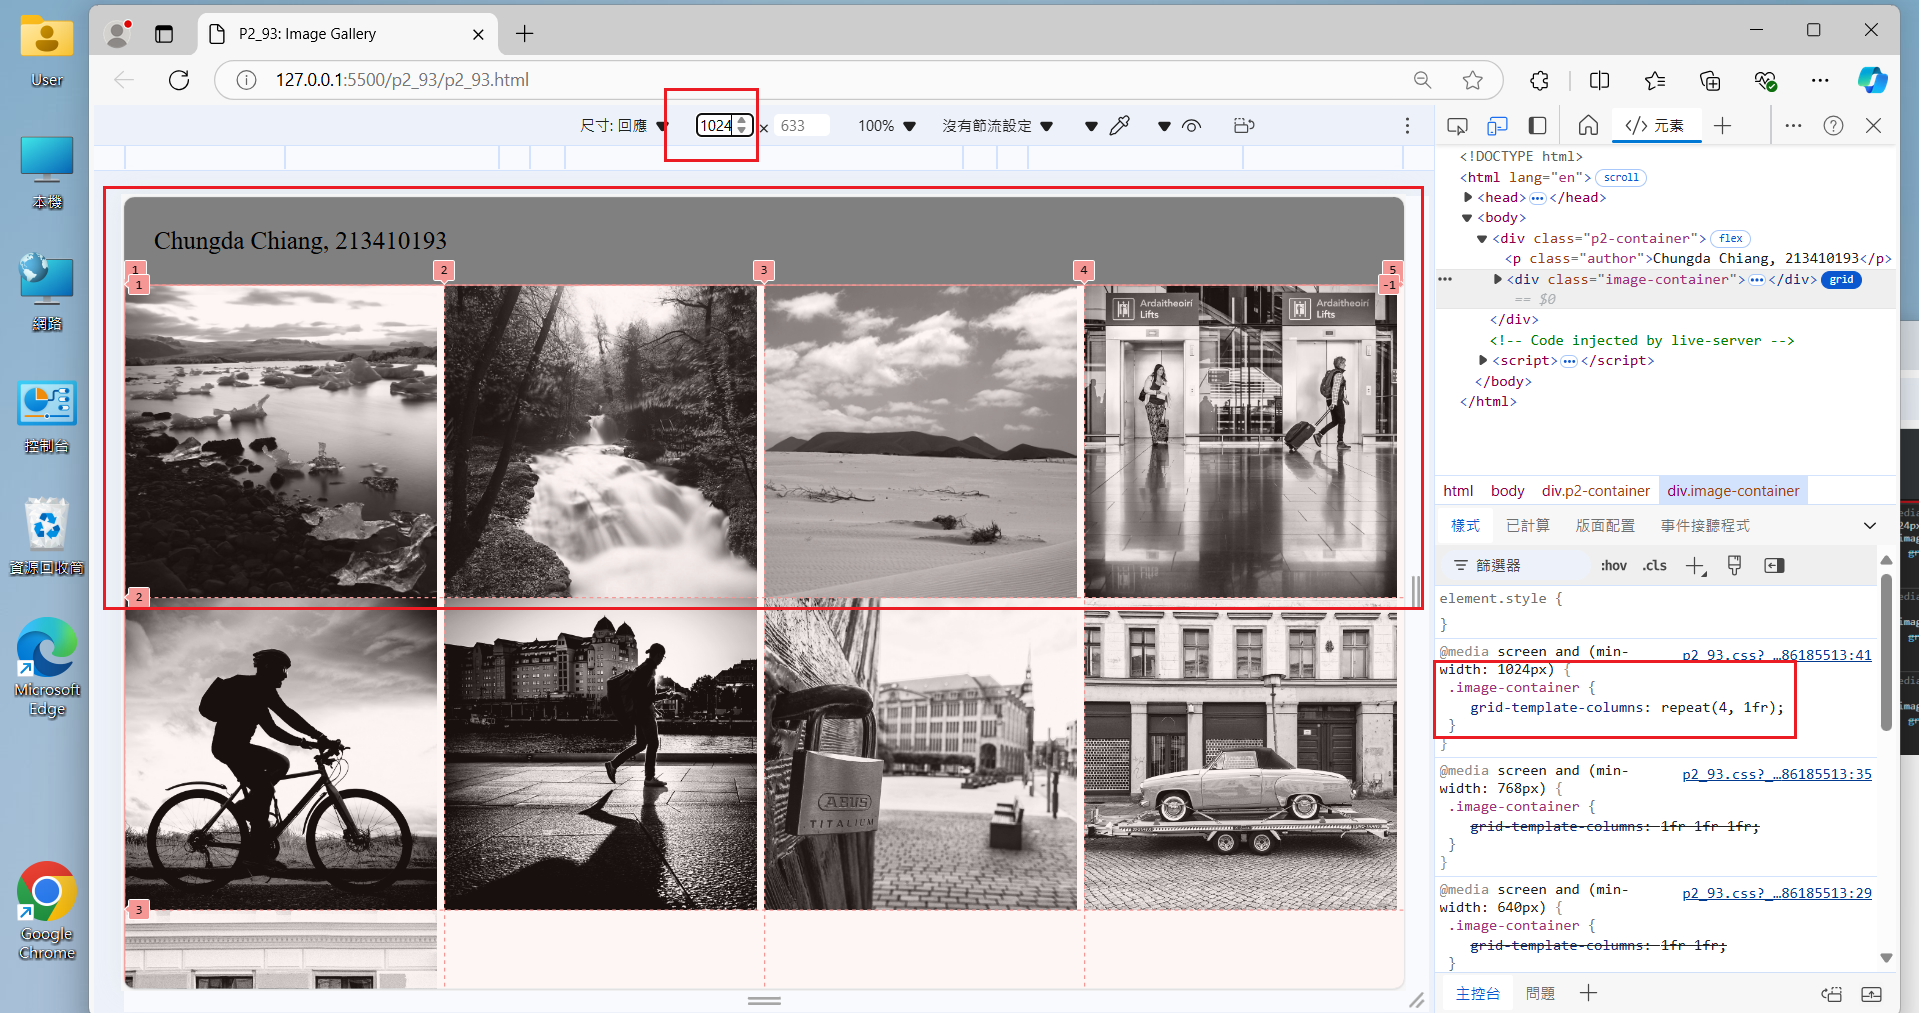 User
本機
網路
控制台
資源回收筒
Microsoft
Edge
Google
Chrome
P2_93: Image Gallery
127.0.0.1:5500/p2_93/p2_93.html
尺寸: 回應
1024
×
633
100%
沒有節流設定
元素
Chungda Chiang, 213410193
1
2
3
4
5
1
-1
2
3
Ardaitheoirí
Lifts
Ardaitheoirí
Lifts
ABUS
TITALIUM
<!DOCTYPE html>
<html lang="en"> scroll
<head> ••• </head>
<body>
<div class="p2-container"> flex
<p class="author">Chungda Chiang, 213410193</p>
••• <div class="image-container"> ••• </div> grid
== $0
</div>
<!-- Code injected by live-server -->
<script> ••• </script>
</body>
</html>
html body div.p2-container div.image-container
樣式 已計算 版面配置 事件接聽程式
篩選器 :hov .cls
element.style {
}
@media screen and (min- p2_93.css?_…86185513:41
width: 1024px) {
.image-container {
grid-template-columns: repeat(4, 1fr);
}
}
@media screen and (min- p2_93.css?_…86185513:35
width: 768px) {
.image-container {
grid-template-columns: 1fr 1fr 1fr;
}
}
@media screen and (min- p2_93.css?_…86185513:29
width: 640px) {
.image-container {
grid-template-columns: 1fr 1fr;
}
主控台 問題